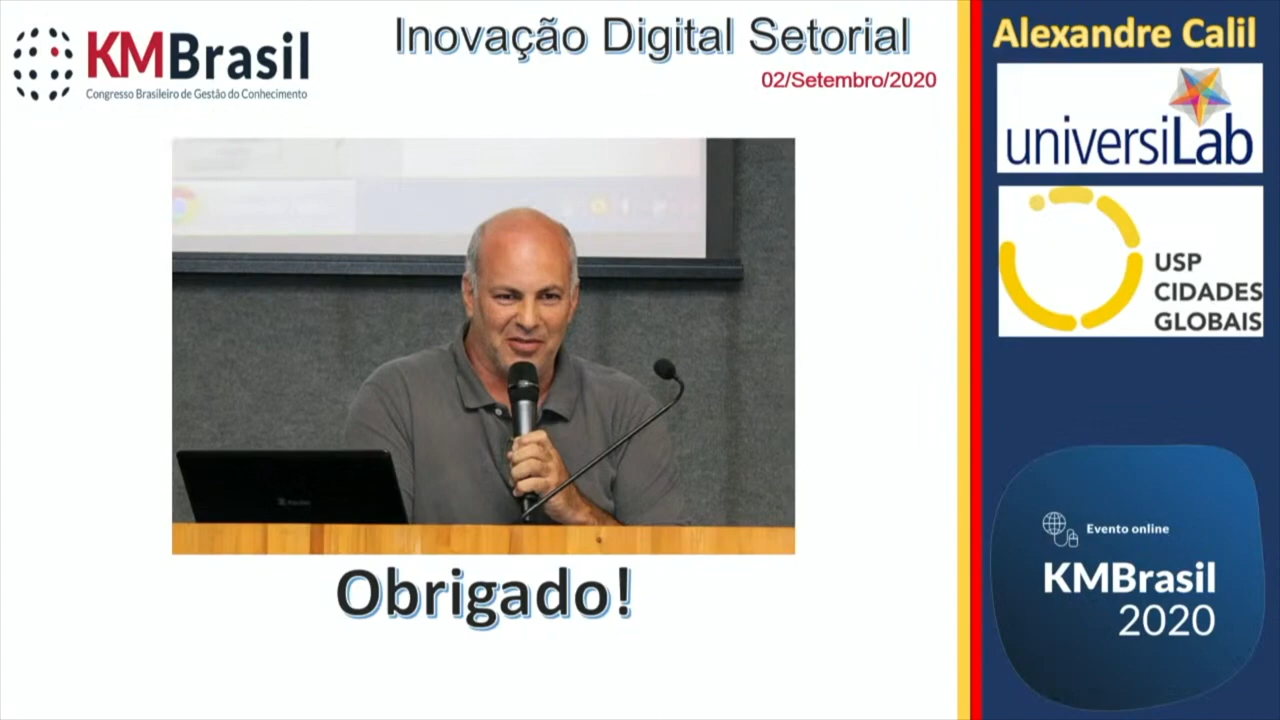 KMBrasil
Congresso Brasileiro de Gestão do Conhecimento
Inovação Digital Setorial
02/Setembro/2020
Obrigado!
Alexandre Calil
universiLab
USP
CIDADES
GLOBAIS
Evento online
KMBrasil
2020